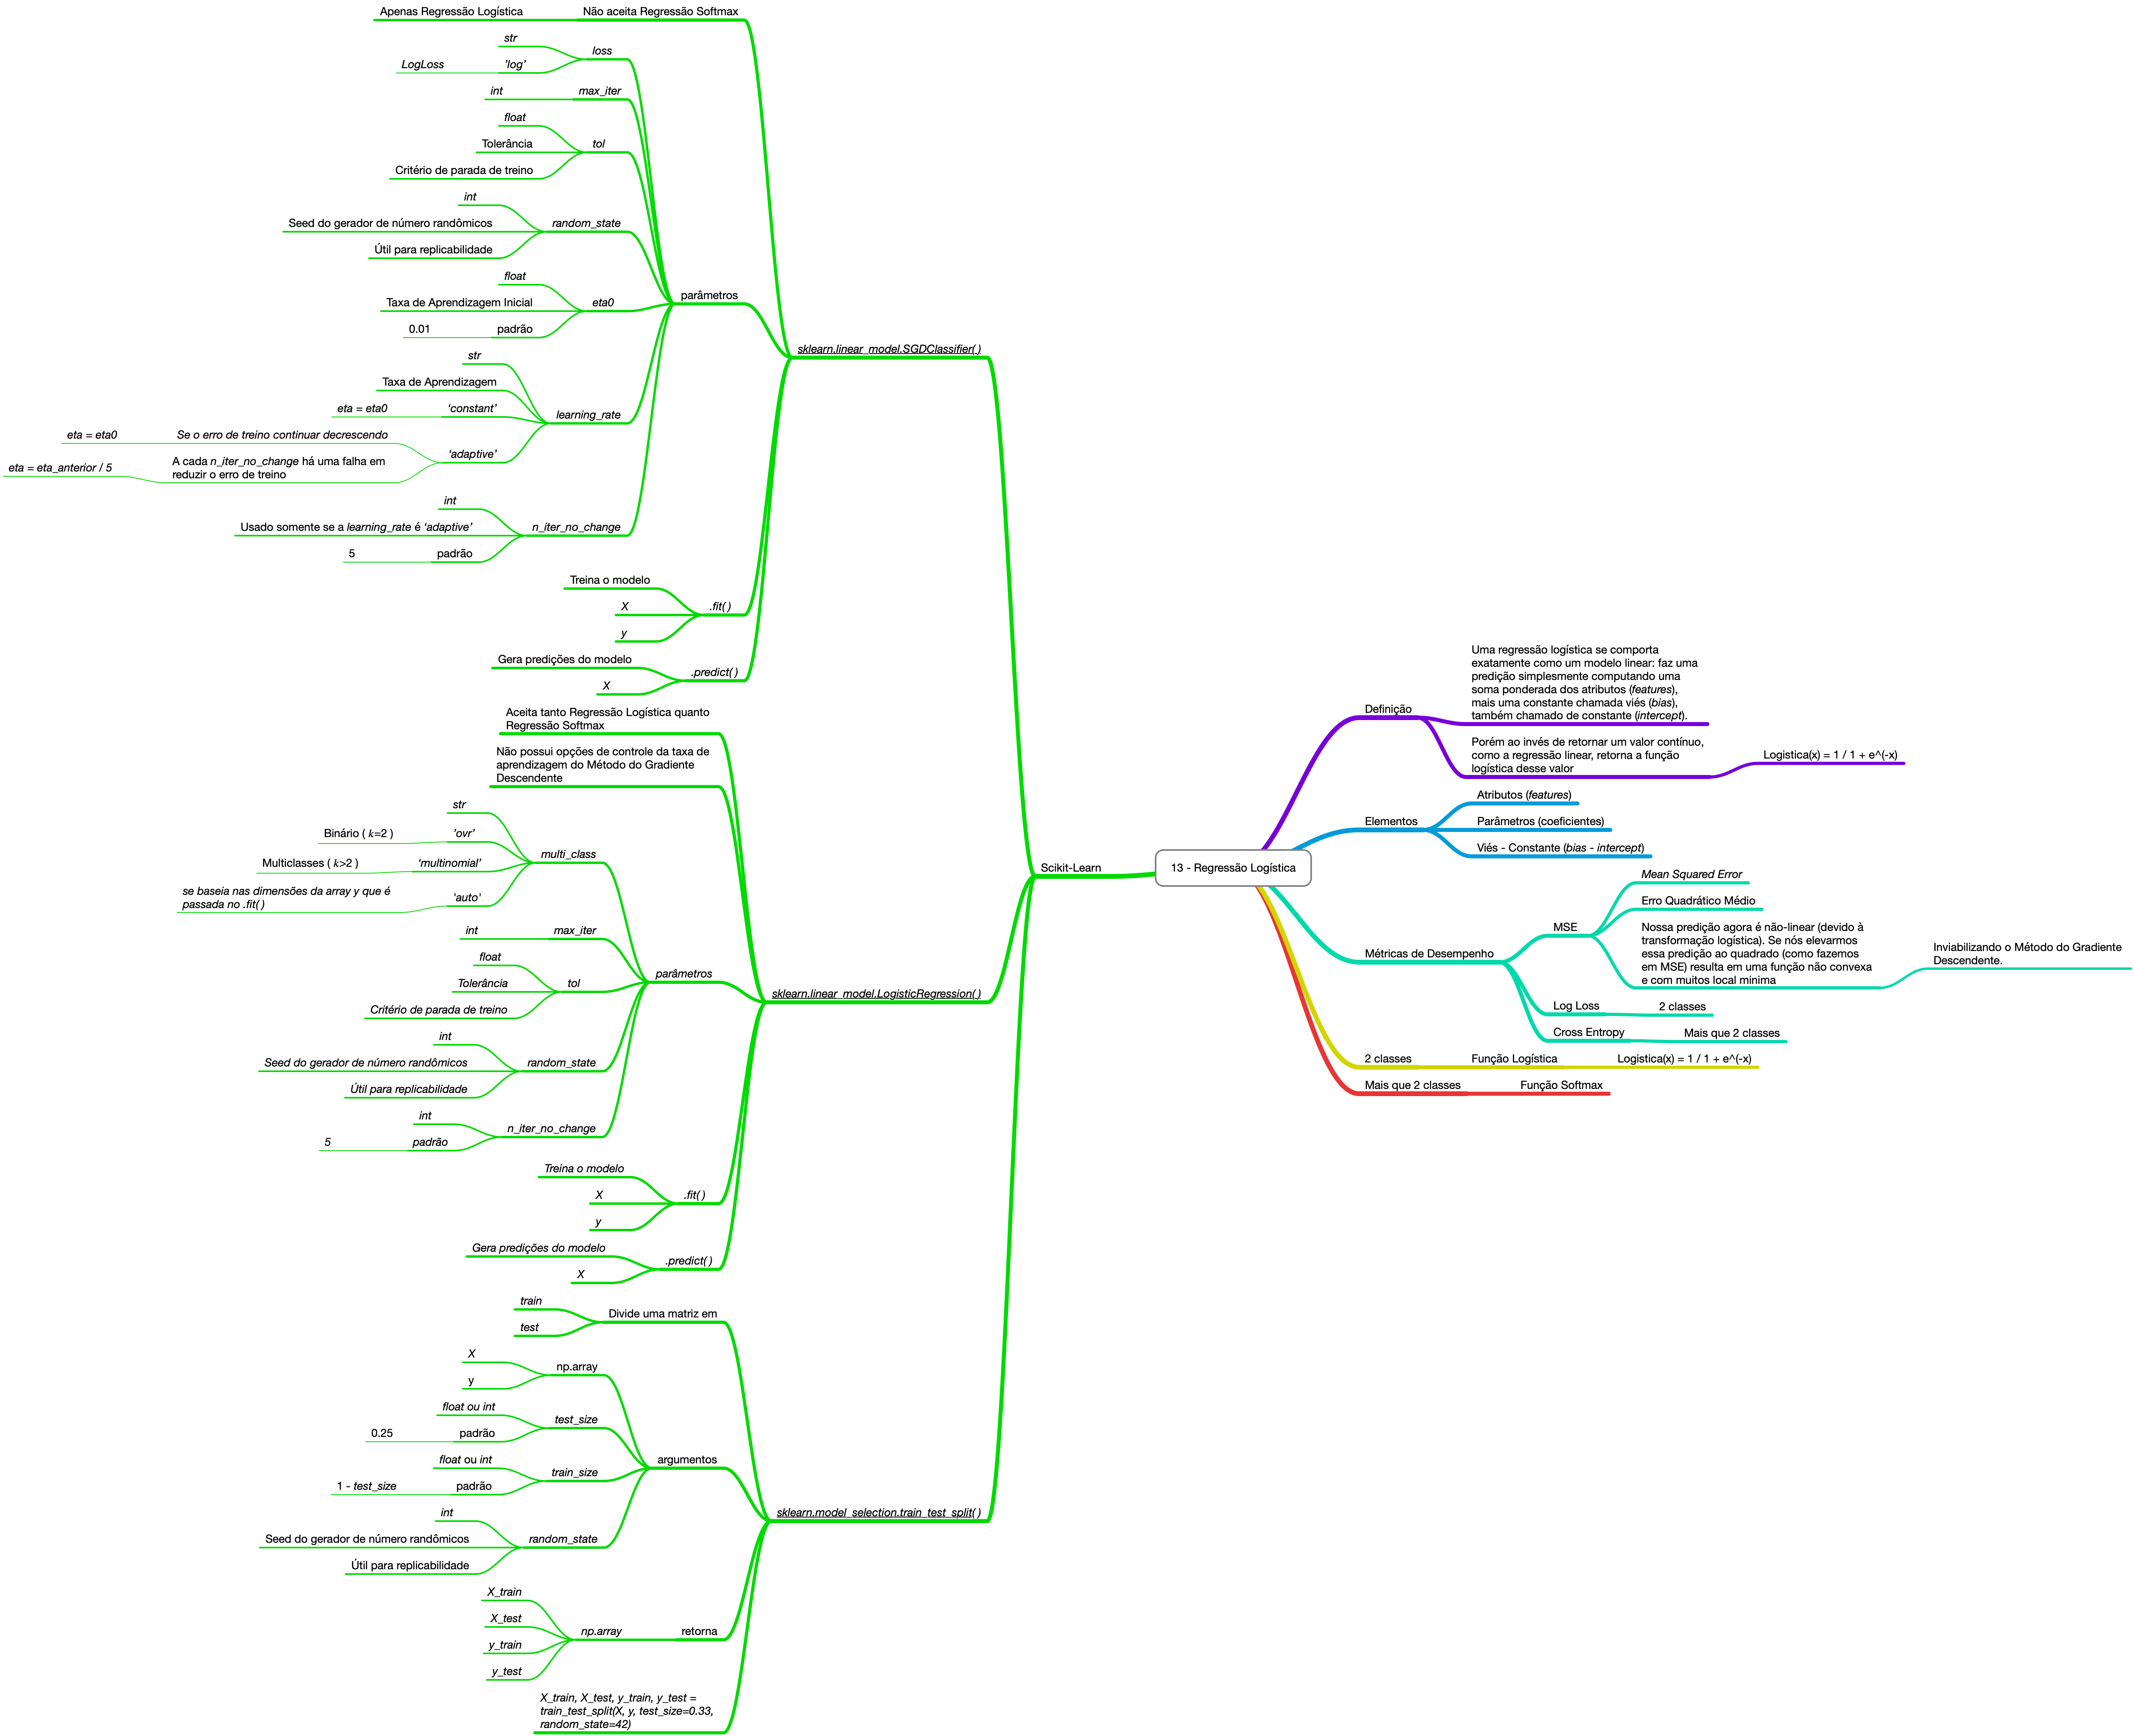 13 - Regressão Logística
Definição
Uma regressão logística se comporta
exatamente como um modelo linear: faz uma
predição simplesmente computando uma
soma ponderada dos atributos (features),
mais uma constante chamada viés (bias),
também chamado de constante (intercept).
Porém ao invés de retornar um valor contínuo,
como a regressão linear, retorna a função
logística desse valor
Logistica(x) = 1 / 1 + e^(-x)
Elementos
Atributos (features)
Parâmetros (coeficientes)
Viés - Constante (bias - intercept)
Métricas de Desempenho
MSE
Mean Squared Error
Erro Quadrático Médio
Nossa predição agora é não-linear (devido à
transformação logística). Se nós elevarmos
essa predição ao quadrado (como fazemos
em MSE) resulta em uma função não convexa
e com muitos local minima
Inviabilizando o Método do Gradiente
Descendente.
Log Loss
2 classes
Cross Entropy
Mais que 2 classes
2 classes
Função Logística
Logistica(x) = 1 / 1 + e^(-x)
Mais que 2 classes
Função Softmax
Scikit-Learn
sklearn.linear_model.SGDClassifier()
Não aceita Regressão Softmax
Apenas Regressão Logística
parâmetros
loss
str
'log'
LogLoss
max_iter
int
tol
float
Tolerância
Critério de parada de treino
random_state
int
Seed do gerador de número randômicos
Útil para replicabilidade
eta0
float
Taxa de Aprendizagem Inicial
padrão
0.01
learning_rate
str
Taxa de Aprendizagem
‘constant’
eta = eta0
‘adaptive’
Se o erro de treino continuar decrescendo
eta = eta0
A cada n_iter_no_change há uma falha em
reduzir o erro de treino
eta = eta_anterior / 5
n_iter_no_change
int
Usado somente se a learning_rate é ‘adaptive’
padrão
5
.fit()
Treina o modelo
X
y
.predict()
Gera predições do modelo
X
sklearn.linear_model.LogisticRegression()
Aceita tanto Regressão Logística quanto
Regressão Softmax
Não possui opções de controle da taxa de
aprendizagem do Método do Gradiente
Descendente
parâmetros
multi_class
str
'ovr'
Binário ( k=2 )
‘multinomial’
Multiclasses ( k>2 )
'auto'
se baseia nas dimensões da array y que é
passada no .fit()
max_iter
int
tol
float
Tolerância
Critério de parada de treino
random_state
int
Seed do gerador de número randômicos
Útil para replicabilidade
n_iter_no_change
int
padrão
5
.fit()
Treina o modelo
X
y
.predict()
Gera predições do modelo
X
sklearn.model_selection.train_test_split()
Divide uma matriz em
train
test
argumentos
np.array
X
y
test_size
float ou int
padrão
0.25
train_size
float ou int
padrão
1 - test_size
random_state
int
Seed do gerador de número randômicos
Útil para replicabilidade
retorna
np.array
X_train
X_test
y_train
y_test
X_train, X_test, y_train, y_test =
train_test_split(X, y, test_size=0.33,
random_state=42)